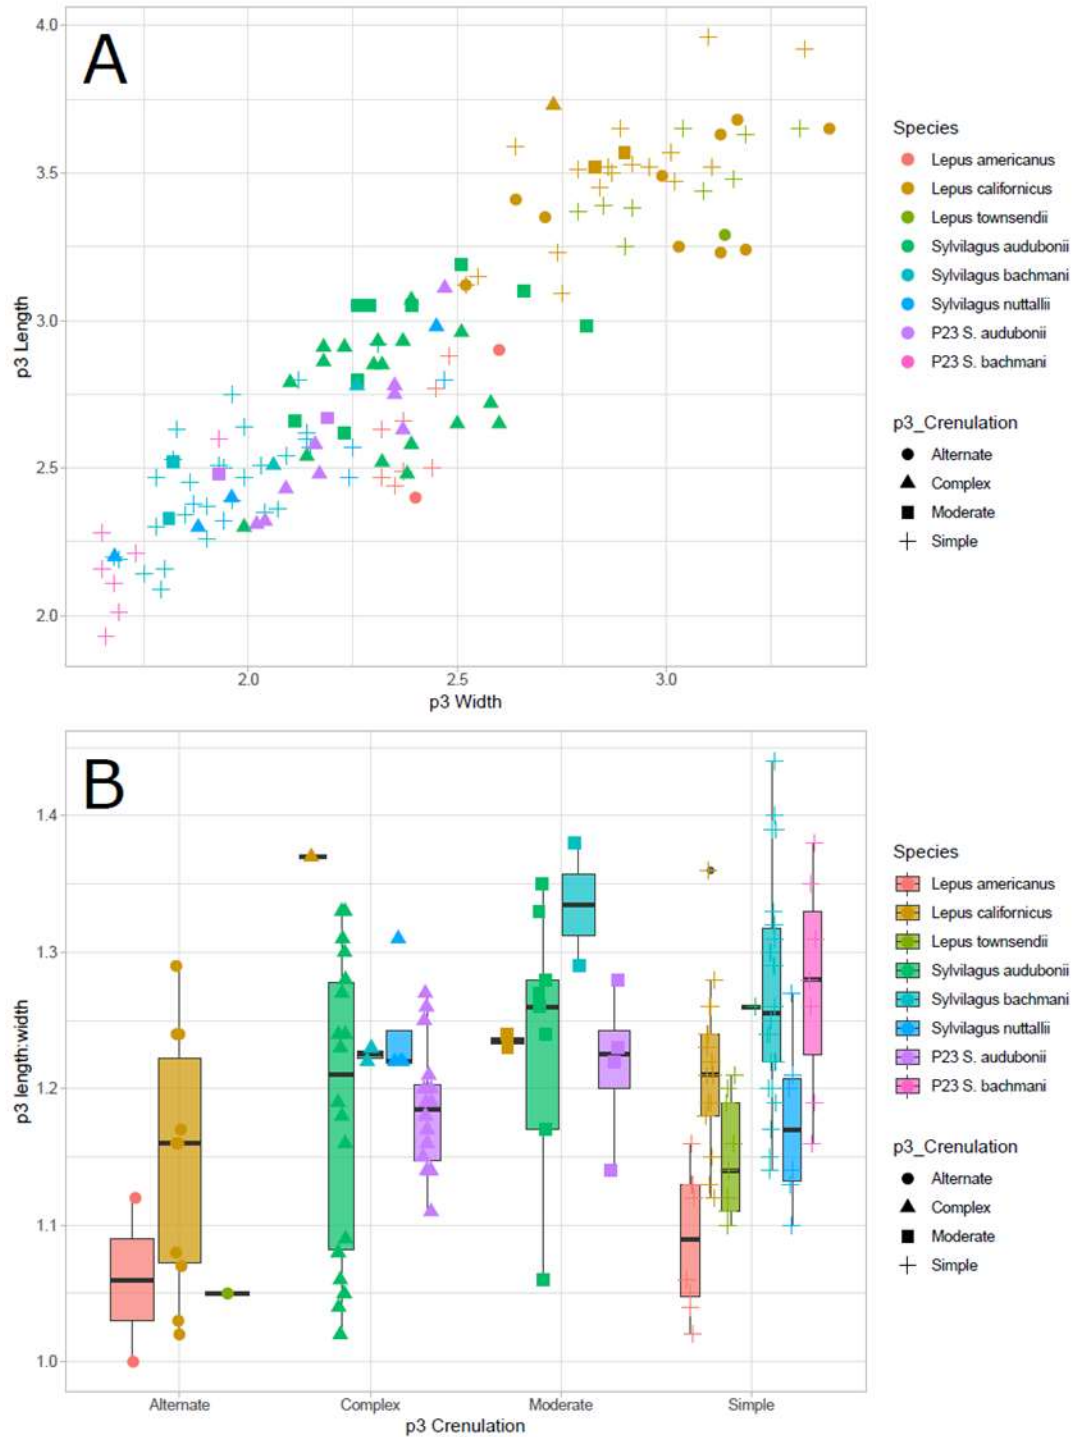 A
4.0
3.5
3.0
2.5
2.0
p3 Length
2.0
2.5
3.0
p3 Width
Species
Lepus americanus
Lepus californicus
Lepus townsendii
Sylvilagus audubonii
Sylvilagus bachmani
Sylvilagus nuttallii
P23 S. audubonii
P23 S. bachmani
p3_Crenulation
Alternate
Complex
Moderate
Simple
B
1.4
1.3
1.2
1.1
1.0
p3 length:width
Alternate
Complex
Moderate
Simple
p3 Crenulation
Species
Lepus americanus
Lepus californicus
Lepus townsendii
Sylvilagus audubonii
Sylvilagus bachmani
Sylvilagus nuttallii
P23 S. audubonii
P23 S. bachmani
p3_Crenulation
Alternate
Complex
Moderate
Simple